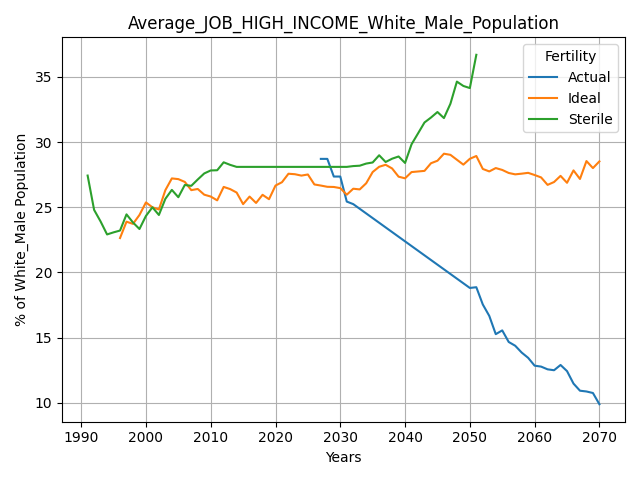 Average_JOB_HIGH_INCOME_White_Male_Population
Fertility
Actual
Ideal
Sterile
% of White_Male Population
35
30
25
20
15
10
1990 2000 2010 2020 2030 2040 2050 2060 2070
Years